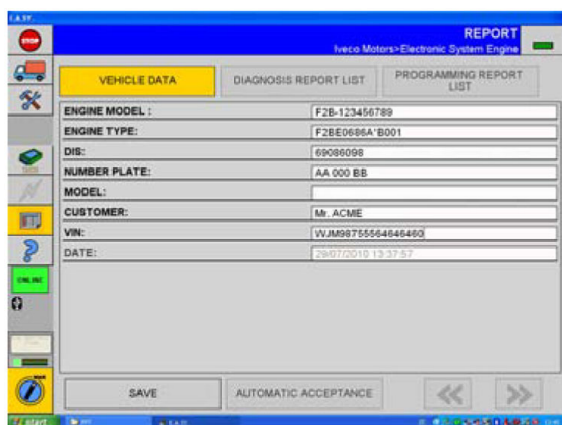 E.A.SY.
STOP
REPORT
Iveco Motors>Electronic System Engine
VEHICLE DATA
DIAGNOSIS REPORT LIST
PROGRAMMING REPORT
LIST
ENGINE MODEL :
F2B-123456789
ENGINE TYPE:
F2BE0686A*B001
DIS:
69086098
NUMBER PLATE:
AA 000 BB
MODEL:
CUSTOMER:
Mr. ACME
VIN:
WJM98755564646460
DATE:
29/07/2010 13:37:57
ONLINE
SAVE
AUTOMATIC ACCEPTANCE
start